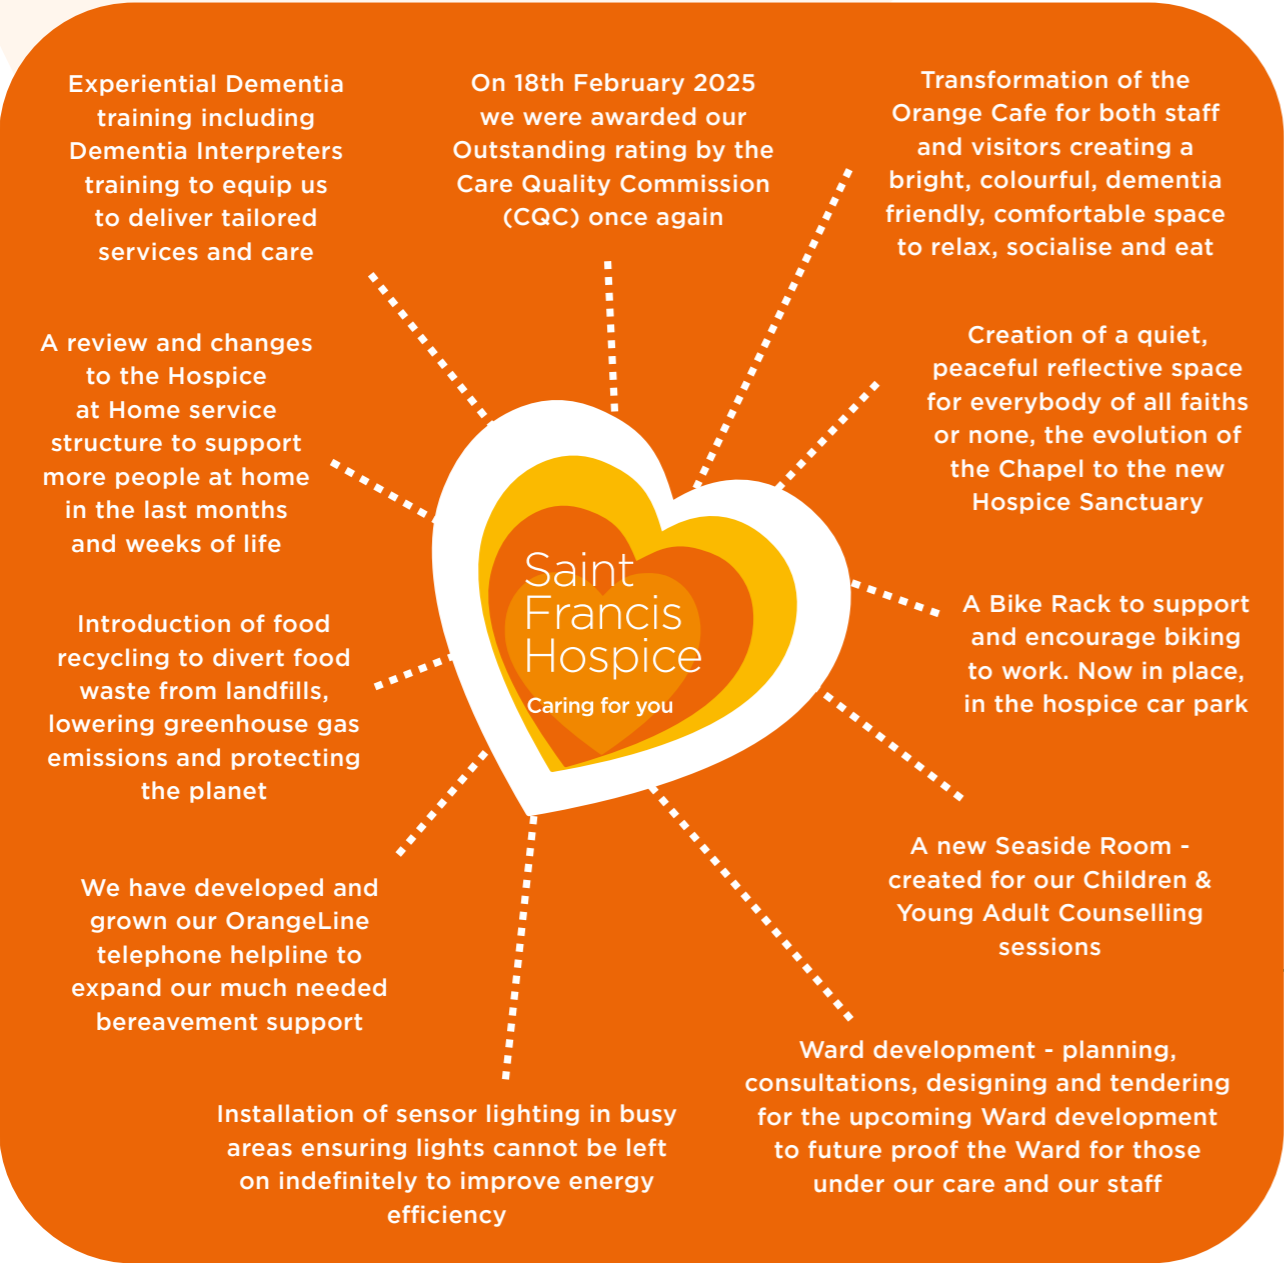 Experiential Dementia
training including
Dementia Interpreters
training to equip us
to deliver tailored
services and care
On 18th February 2025
we were awarded our
Outstanding rating by the
Care Quality Commission
(CQC) once again
Transformation of the
Orange Cafe for both staff
and visitors creating a
bright, colourful, dementia
friendly, comfortable space
to relax, socialise and eat
A review and changes
to the Hospice
at Home service
structure to support
more people at home
in the last months
and weeks of life
Creation of a quiet,
peaceful reflective space
for everybody of all faiths
or none, the evolution of
the Chapel to the new
Hospice Sanctuary
Saint
Francis
Hospice
Caring for you
Introduction of food
recycling to divert food
waste from landfills,
lowering greenhouse gas
emissions and protecting
the planet
A Bike Rack to support
and encourage biking
to work. Now in place,
in the hospice car park
We have developed and
grown our OrangeLine
telephone helpline to
expand our much needed
bereavement support
A new Seaside Room -
created for our Children &
Young Adult Counselling
sessions
Installation of sensor lighting in busy
areas ensuring lights cannot be left
on indefinitely to improve energy
efficiency
Ward development - planning,
consultations, designing and tendering
for the upcoming Ward development
to future proof the Ward for those
under our care and our staff